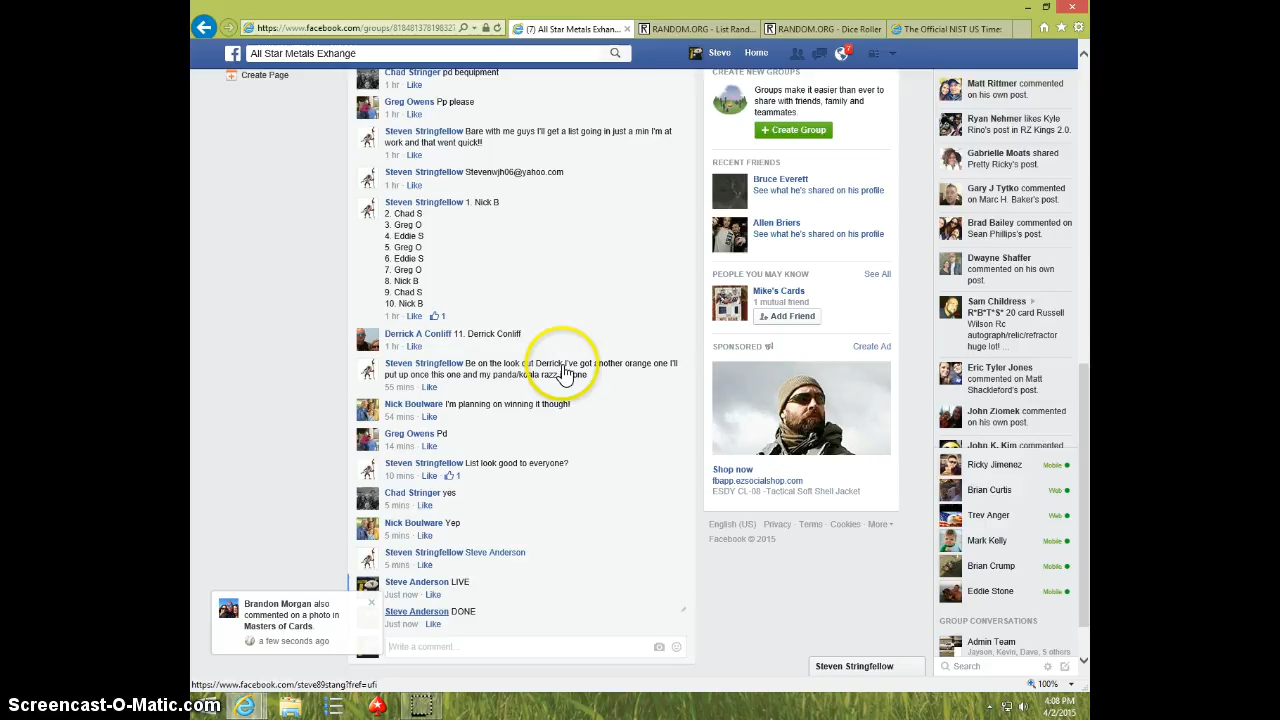 https://www.facebook.com/groups/818481378198327
(7) All Star Metals Exhan...
RANDOM.ORG - List Rand...
RANDOM.ORG - Dice Roller
The Official NIST US Time:
All Star Metals Exhange
Steve
Home
7
Create Page
Chad Stringer pd bequipment
1 hr · Like
Greg Owens Pp please
1 hr · Like
Steven Stringfellow Bare with me guys I'll get a list going in just a min I'm at
work and that went quick!!
1 hr · Like
Steven Stringfellow Stevenwjh06@yahoo.com
1 hr · Like
Steven Stringfellow 1. Nick B
2. Chad S
3. Greg O
4. Eddie S
5. Greg O
6. Eddie S
7. Greg O
8. Nick B
9. Chad S
10. Nick B
1 hr · Like · 1
Derrick A Conliff 11. Derrick Conliff
1 hr · Like
Steven Stringfellow Be on the look out Derrick I've got another orange one I'll
put up once this one and my panda/koala razz done
55 mins · Like
Nick Boulware I'm planning on winning it though!
54 mins · Like
Greg Owens Pd
14 mins · Like
Steven Stringfellow List look good to everyone?
10 mins · Like · 1
Chad Stringer yes
5 mins · Like
Nick Boulware Yep
5 mins · Like
Steven Stringfellow Steve Anderson
5 mins · Like
Steve Anderson LIVE
Just now · Like
Steve Anderson DONE
Just now · Like
Write a comment...
Brandon Morgan also
commented on a photo in
Masters of Cards.
a few seconds ago
https://www.facebook.com/steve89stang?fref=ufi
CREATE NEW GROUPS
Groups make it easier than ever to
share with friends, family and
teammates.
+ Create Group
RECENT FRIENDS
Bruce Everett
See what he's shared on his profile
Allen Briers
See what he's shared on his profile
PEOPLE YOU MAY KNOW See All
Mike's Cards
1 mutual friend
Add Friend
SPONSORED Create Ad
Shop now
fbapp.ezsocialshop.com
ESDY CL-08 -Tactical Soft Shell Jacket
English (US) · Privacy · Terms · Cookies · More
Facebook © 2015
Matt Rittmer commented
on his own post.
Ryan Nehmer likes Kyle
Rino's post in RZ Kings 2.0.
Gabrielle Moats shared
Pretty Ricky's post.
Gary J Tytko commented
on Marc H. Baker's post.
Brad Bailey commented on
Sean Phillips's post.
Dwayne Shaffer
commented on his own
post.
Sam Childress
R*B*T*S* 20 card Russell
Wilson Rc
autograph/relic/refractor
huge lot! ...
Eric Tyler Jones
commented on Matt
Shackleford's post.
John Ziomek commented
on his own post.
John K. Kim commented
Ricky Jimenez Mobile
Brian Curtis Web
Trev Anger Web
Mark Kelly Mobile
Brian Crump Mobile
Eddie Stone Mobile
GROUP CONVERSATIONS
Admin Team
Jayson, Kevin, Dave, 5 others
Search
Steven Stringfellow
100%
Screencast-O-Matic.com
4:08 PM
4/2/2015